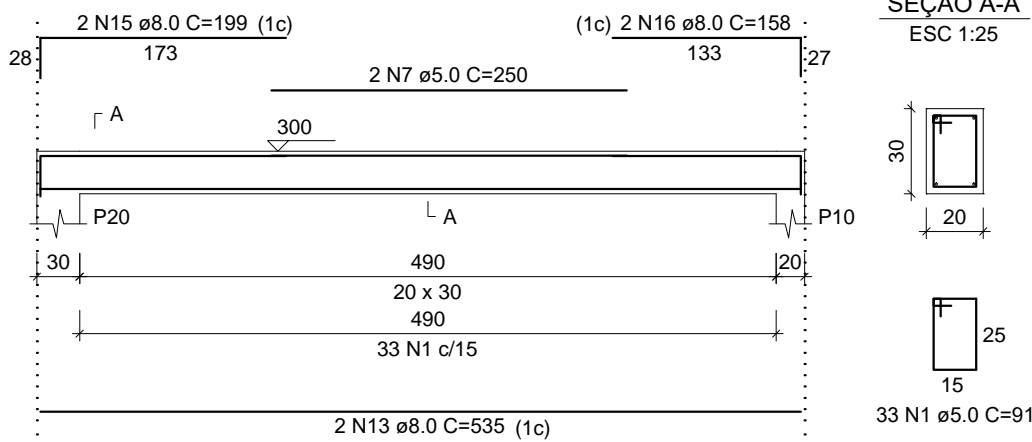 2 N15 ø8.0 C=199 (1c)
(1c) 2 N16 ø8.0 C=158
SEÇÃO A-A
ESC 1:25
28
173
133
27
2 N7 ø5.0 C=250
A
300
30
P20
A
P10
20
30
490
20
20 x 30
490
33 N1 c/15
25
15
33 N1 ø5.0 C=91
2 N13 ø8.0 C=535 (1c)